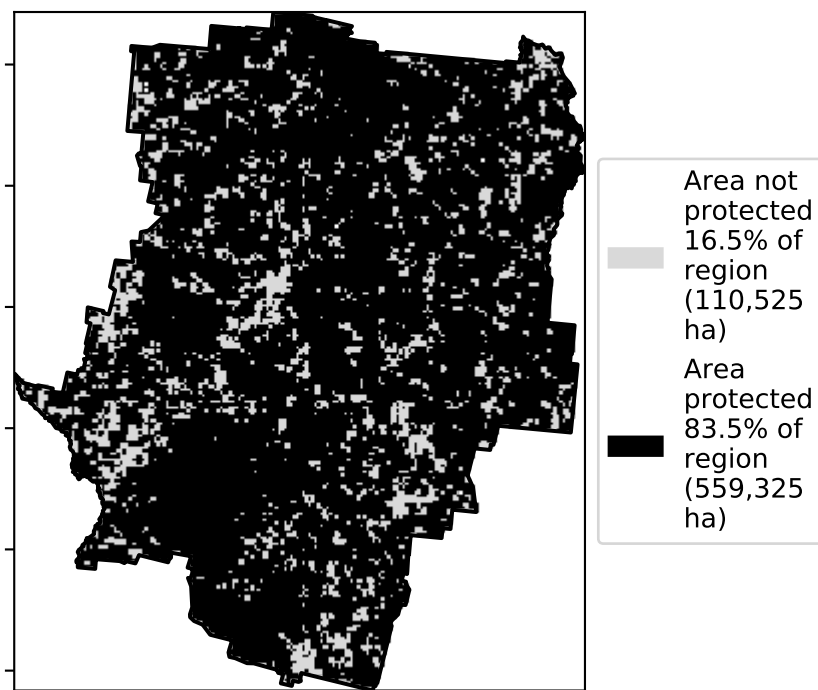 Area not
protected
16.5% of
region
(110,525
ha)
Area
protected
83.5% of
region
(559,325
ha)